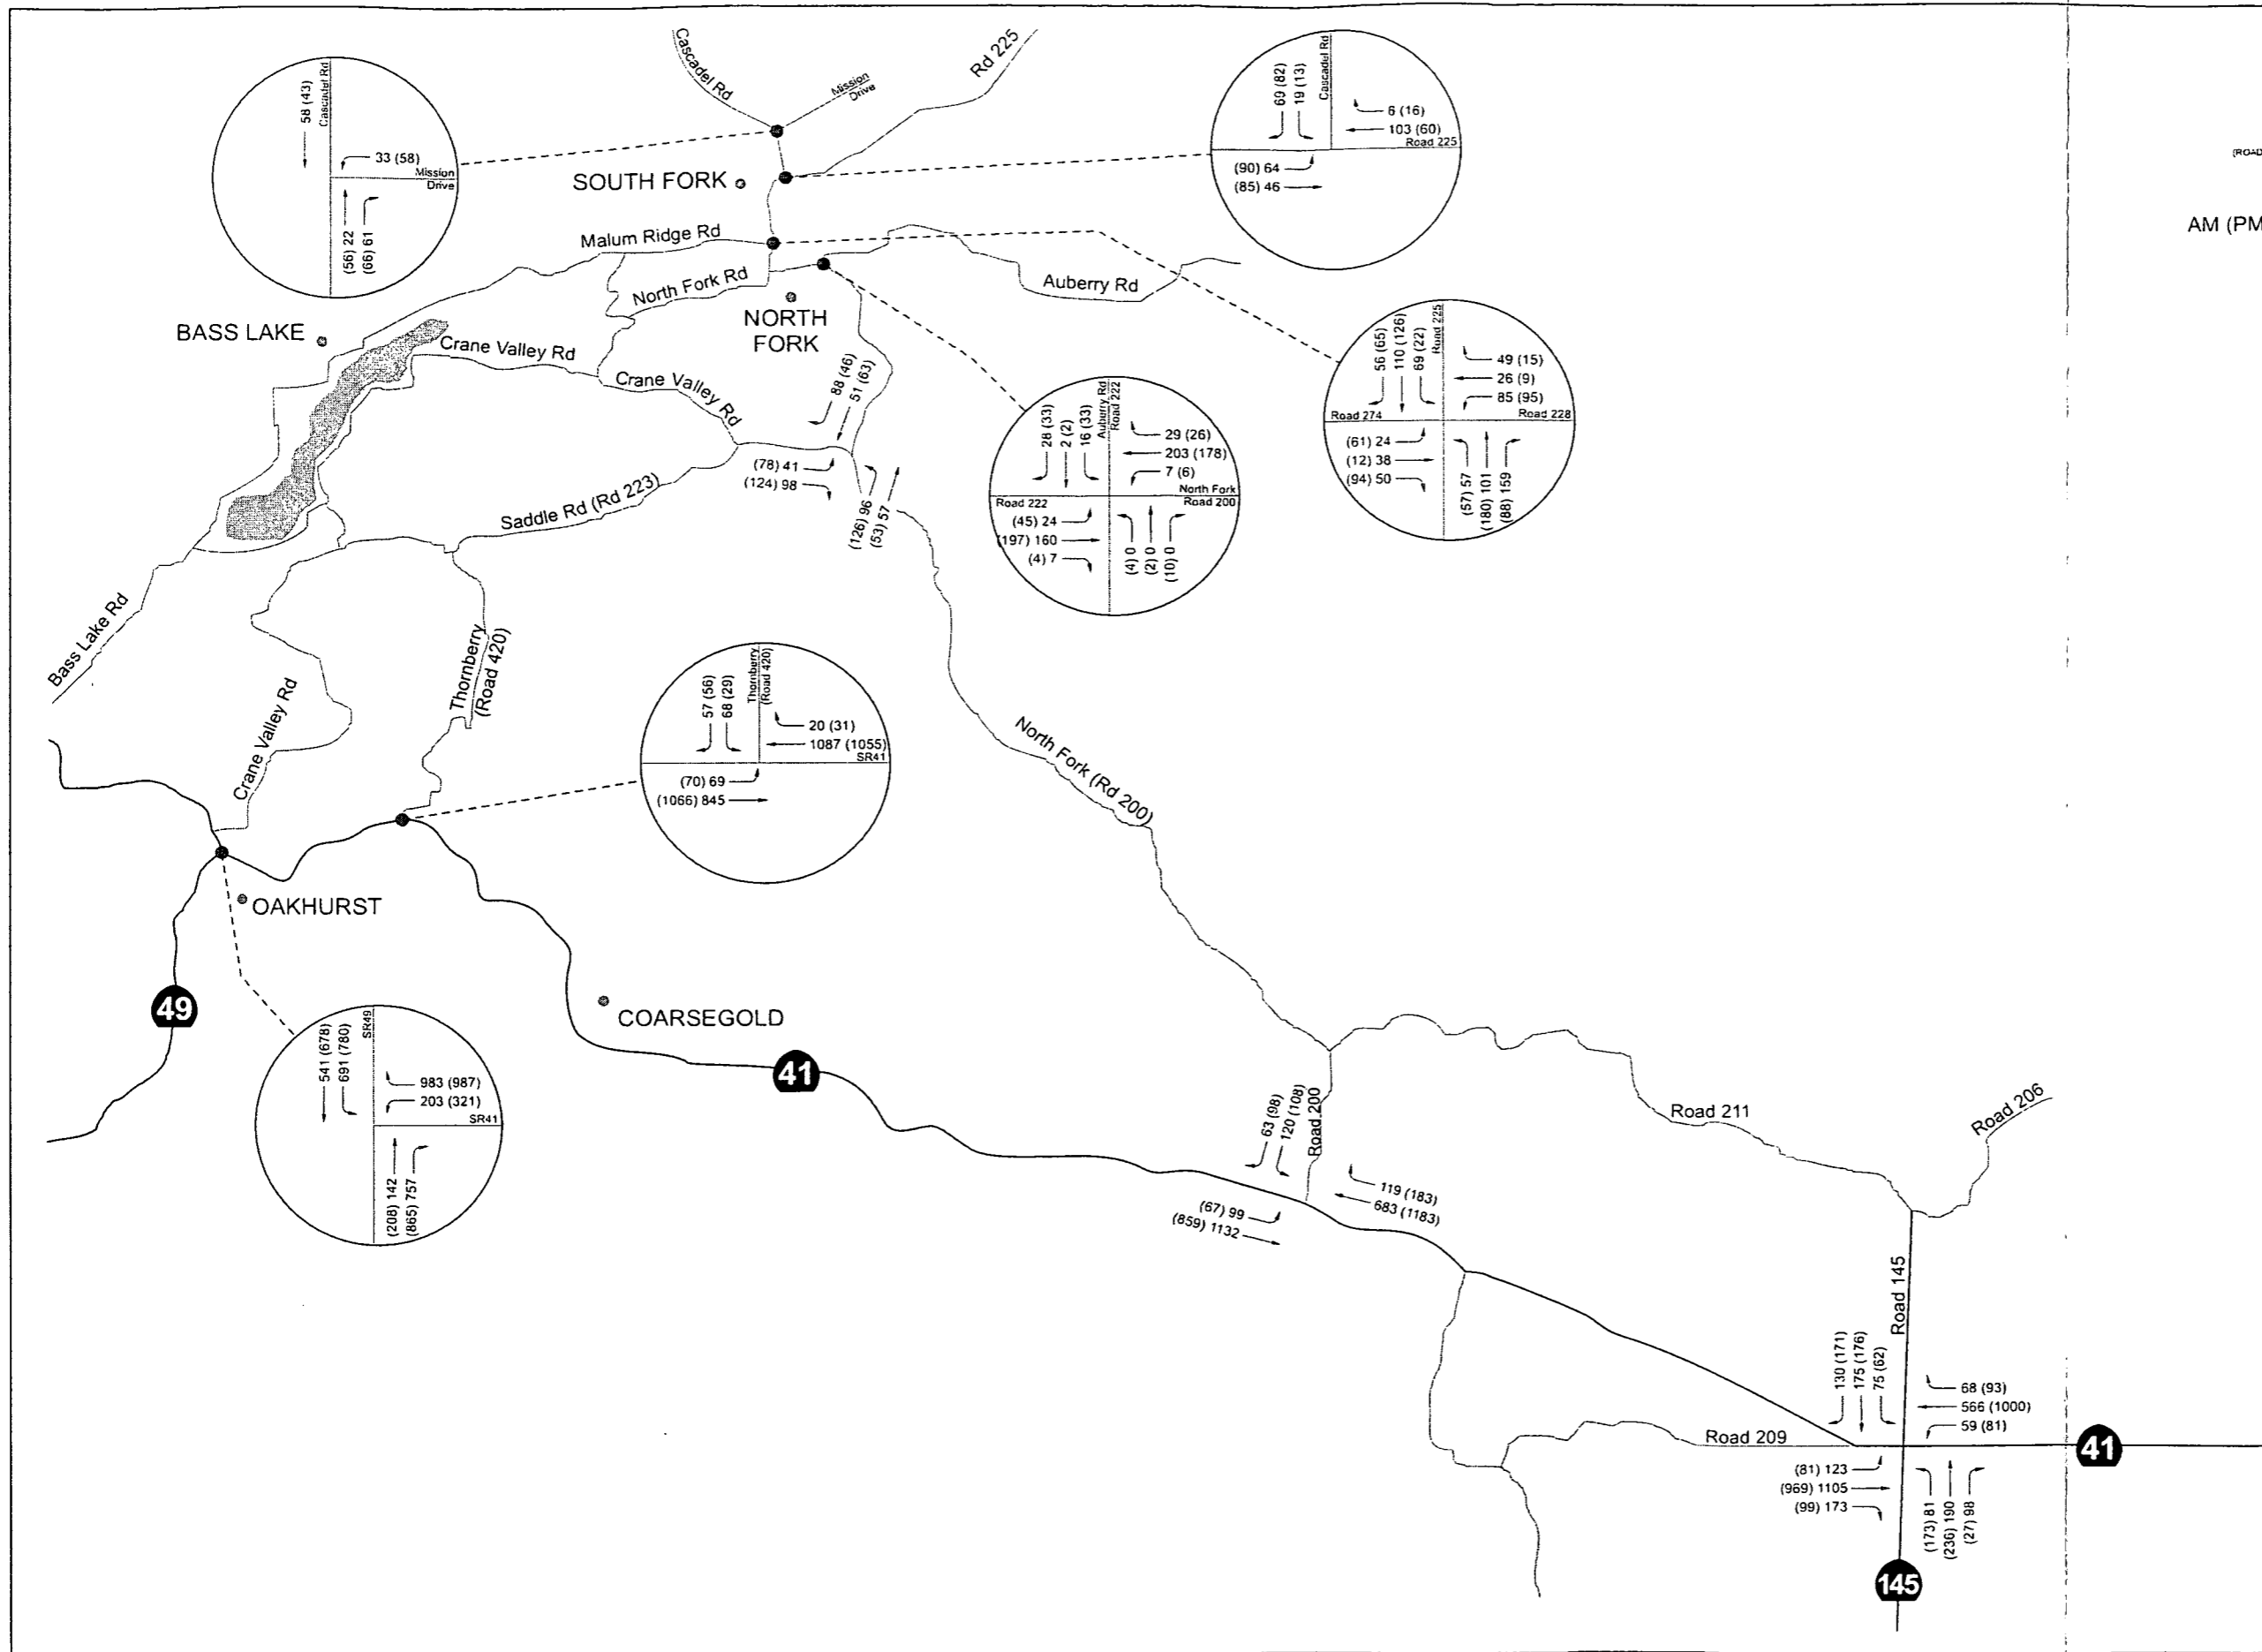 Cascadel Rd
Mission
Drive
Rd 225
58 (43)
Cascadel Rd
33 (58)
Mission
Drive
(56) 22
(66) 61
69 (82)
19 (13)
Cascadel Rd
6 (16)
103 (60)
Road 225
(90) 64
(85) 46
(ROAD
AM (PM
SOUTH FORK
Malum Ridge Rd
North Fork Rd
Auberry Rd
NORTH
FORK
BASS LAKE
Crane Valley Rd
Crane Valley Rd
88 (46)
51 (63)
(78) 41
(124) 98
(126) 96
(53) 57
56 (65)
110 (126)
69 (22)
Road 225
49 (15)
26 (9)
85 (95)
Road 274
Road 228
(61) 24
(12) 38
(94) 50
(57) 57
(180) 101
(88) 159
28 (33)
2 (2)
16 (33)
Auberry Rd
Road 222
29 (26)
203 (178)
7 (6)
North Fork
Road 222
Road 200
(45) 24
(197) 160
(4) 7
(4) 0
(2) 0
(10) 0
Saddle Rd (Rd 223)
Bass Lake Rd
Thornberry
(Road 420)
Crane Valley Rd
57 (56)
68 (29)
Thornberry
(Road 420)
20 (31)
1087 (1055)
SR41
(70) 69
(1066) 845
North Fork (Rd 200)
OAKHURST
49
COARSEGOLD
41
541 (678)
691 (780)
SR49
983 (987)
203 (321)
SR41
(208) 142
(865) 757
63 (98)
120 (108)
Road 200
119 (183)
683 (1183)
(67) 99
(859) 1132
Road 211
Road 206
Road 145
130 (171)
175 (176)
75 (62)
68 (93)
566 (1000)
59 (81)
Road 209
41
(81) 123
(969) 1105
(99) 173
(173) 81
(236) 190
(27) 98
145